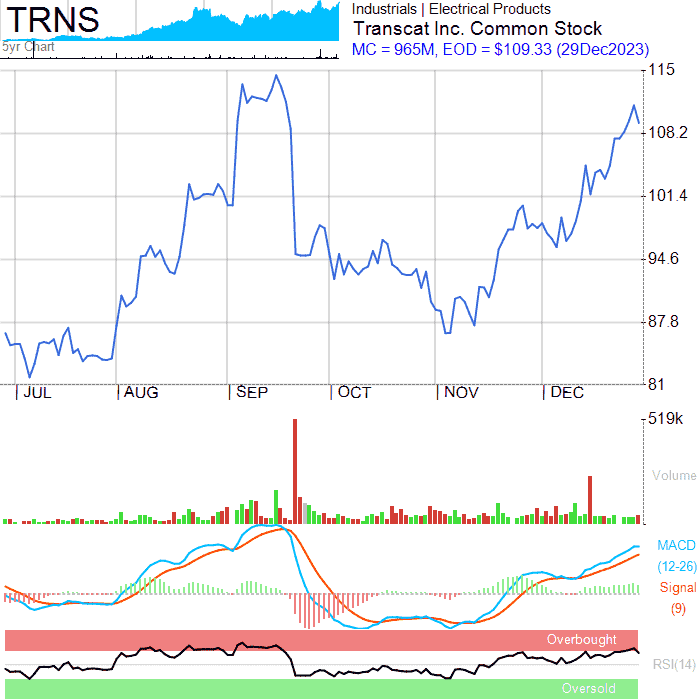 TRNS
5yr Chart
Industrials | Electrical Products
Transcat Inc. Common Stock
MC = 965M, EOD = $109.33 (29Dec2023)
115
108.2
101.4
94.6
87.8
81
JUL AUG SEP OCT NOV DEC
519k
Volume
MACD
(12-26)
Signal
(9)
Overbought
RSI(14)
Oversold